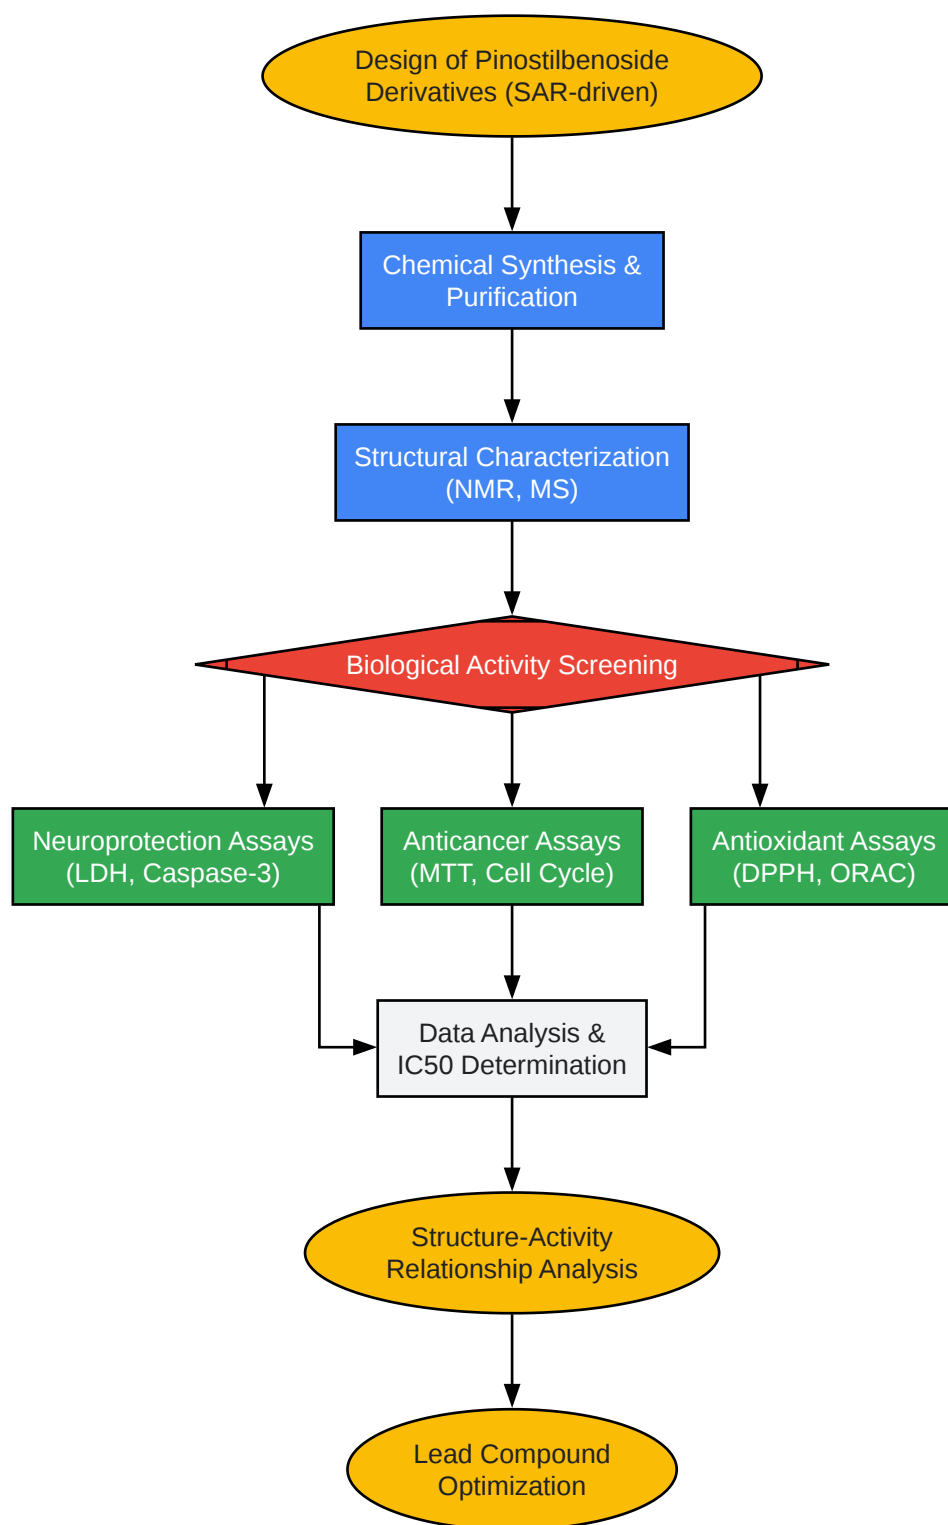 Design of Pinostilbenoside
Derivatives (SAR-driven)
Chemical Synthesis &
Purification
Structural Characterization
(NMR, MS)
Biological Activity Screening
Neuroprotection Assays
(LDH, Caspase-3)
Anticancer Assays
(MTT, Cell Cycle)
Antioxidant Assays
(DPPH, ORAC)
Data Analysis &
IC50 Determination
Structure-Activity
Relationship Analysis
Lead Compound
Optimization